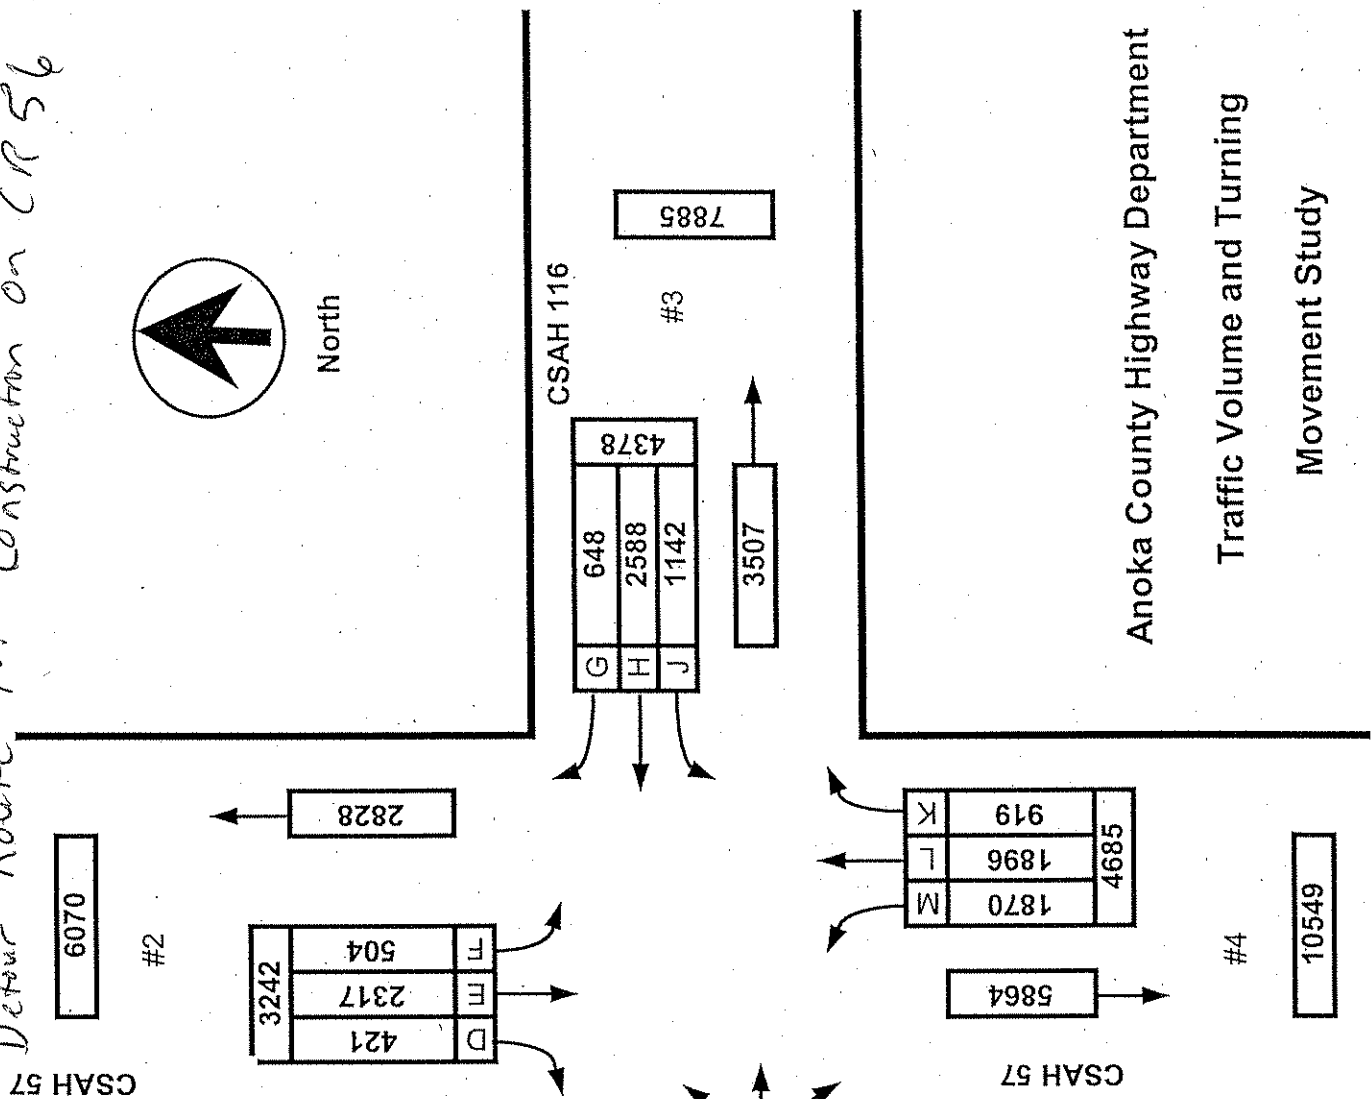 Detour Route for Construction on CR 56
North
6070
#2
CSAH 57
2828
3242
421
2317
504
D
E
F
CSAH 116
#3
7885
4378
G 648
H 2588
J 1142
3507
K 919
L 1896
M 1870
4685
5864
#4
10549
CSAH 57
Anoka County Highway Department
Traffic Volume and Turning
Movement Study